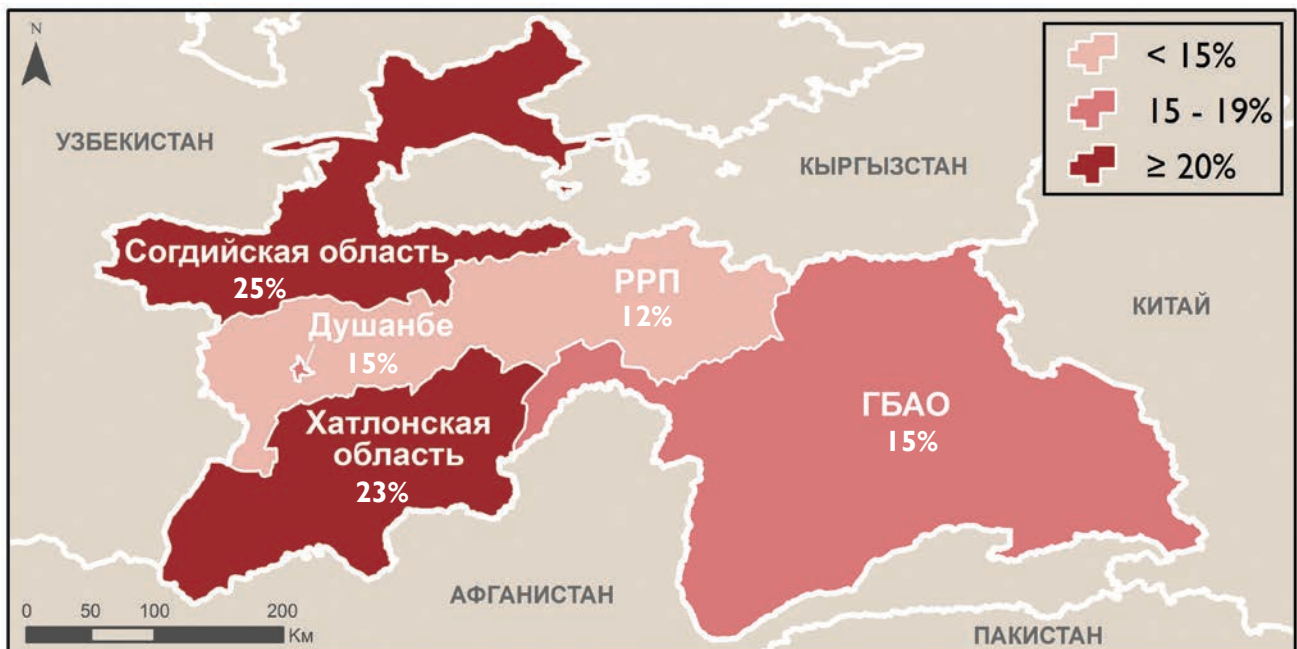 N
< 15%
15 - 19%
≥ 20%
УЗБЕКИСТАН
КЫРГЫЗСТАН
Согдийская область
25%
РРП
12%
КИТАЙ
Душанбе
15%
Хатлонская
область
23%
ГБАО
15%
АФГАНИСТАН
ПАКИСТАН
0 50 100 200
Км